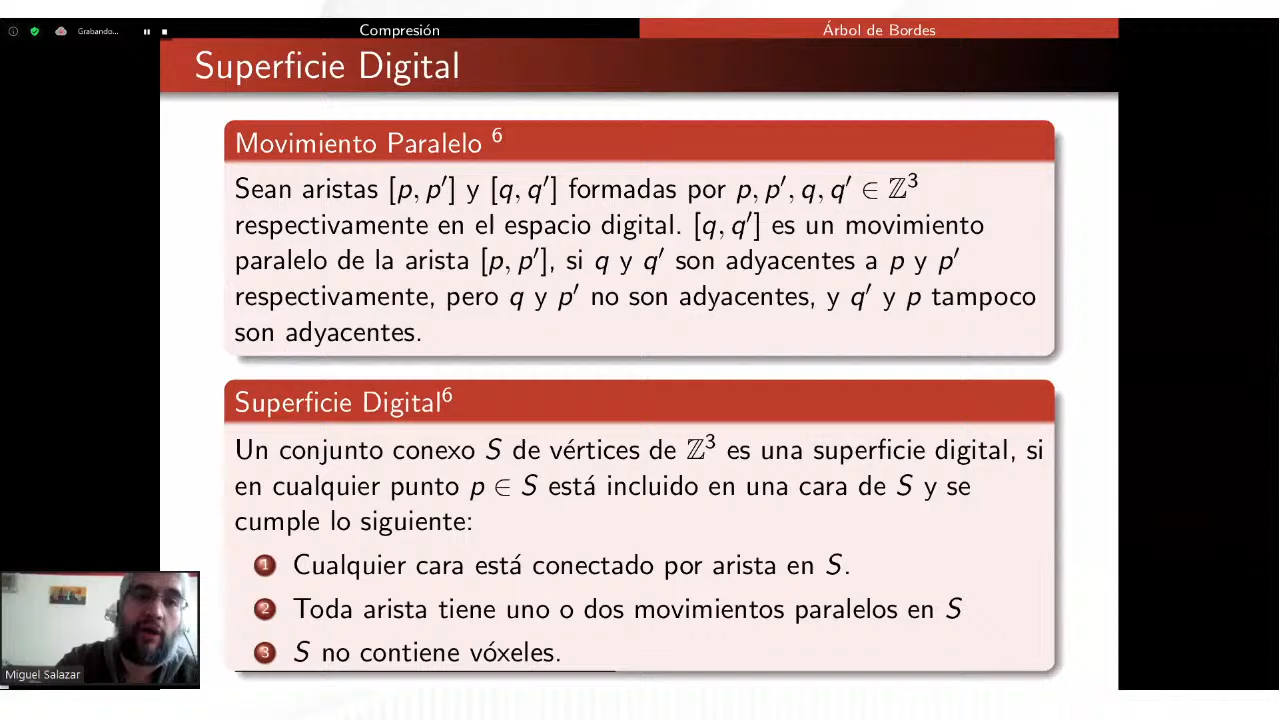 Grabando...
Compresión
Árbol de Bordes
Superficie Digital
Movimiento Paralelo ⁶
Sean aristas [p, p′] y [q, q′] formadas por p, p′, q, q′ ∈ ℤ³
respectivamente en el espacio digital. [q, q′] es un movimiento
paralelo de la arista [p, p′], si q y q′ son adyacentes a p y p′
respectivamente, pero q y p′ no son adyacentes, y q′ y p tampoco
son adyacentes.
Superficie Digital⁶
Un conjunto conexo S de vértices de ℤ³ es una superficie digital, si
en cualquier punto p ∈ S está incluido en una cara de S y se
cumple lo siguiente:
1 Cualquier cara está conectado por arista en S.
2 Toda arista tiene uno o dos movimientos paralelos en S
3 S no contiene vóxeles.
Miguel Salazar